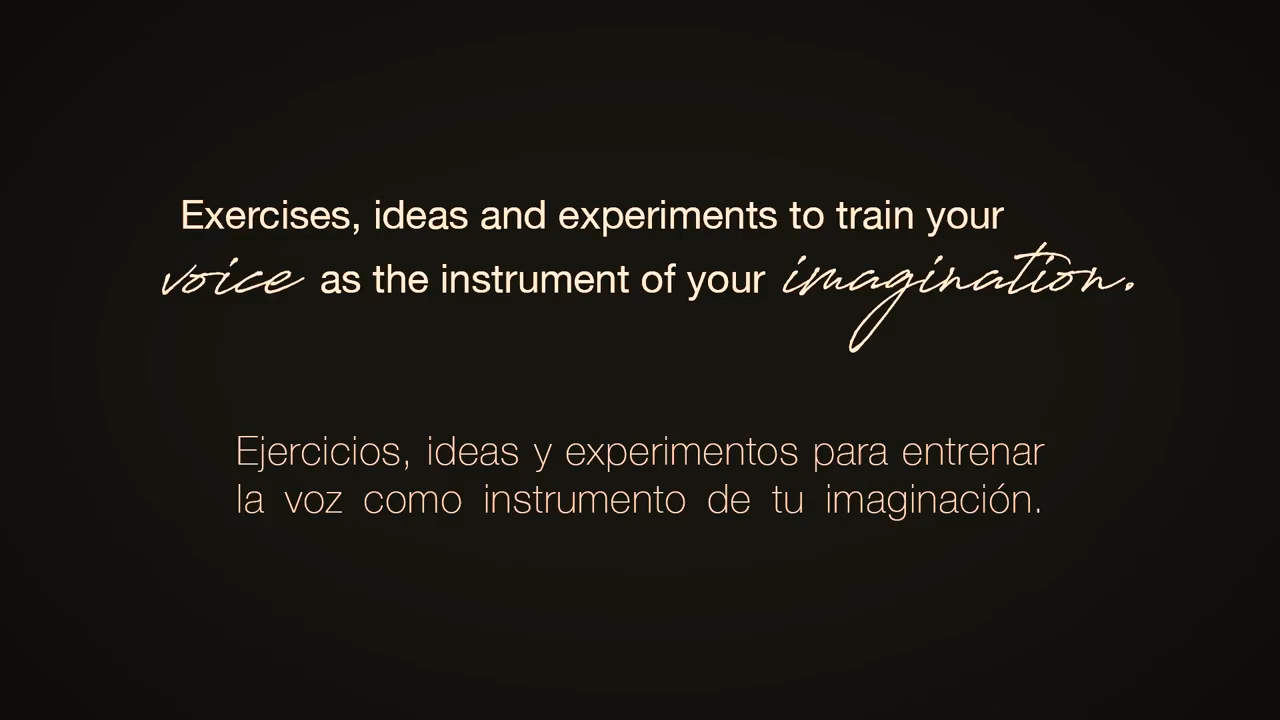 Exercises, ideas and experiments to train your
voice as the instrument of your imagination.
Ejercicios, ideas y experimentos para entrenar
la voz como instrumento de tu imaginación.